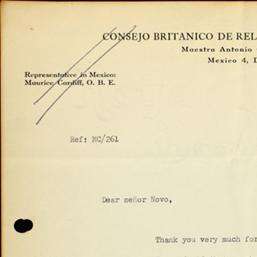 CONSEJO BRITANICO DE REL
Maestro Antonio
Mexico 4, D
Representative in Mexico:
Maurice Cardiff, O. B. E.
Ref: MC/261
Dear señor Novo,
Thank you very much for